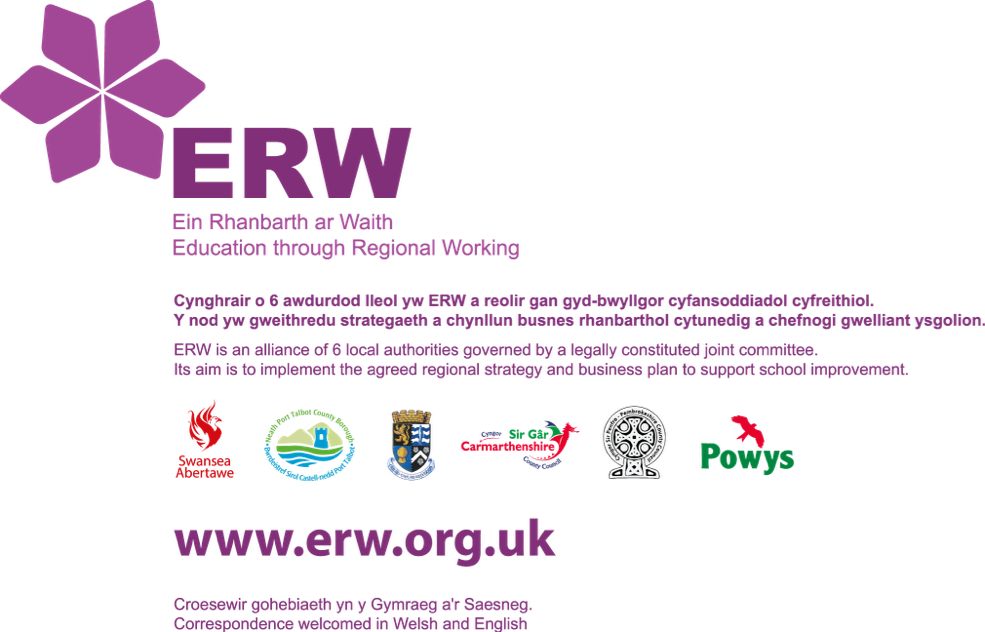 ERW
Ein Rhanbarth ar Waith
Education through Regional Working
Cynghrair o 6 awdurdod lleol yw ERW a reolir gan gyd-bwyllgor cyfansoddiadol cyfreithiol.
Y nod yw gweithredu strategaeth a chynllun busnes rhanbarthol cytunedig a chefnogi gwelliant ysgolion.
ERW is an alliance of 6 local authorities governed by a legally constituted joint committee.
Its aim is to implement the agreed regional strategy and business plan to support school improvement.
Swansea
Abertawe
Neath Port Talbot County Borough
Bwrdeistref Sirol Castell-nedd Port Talbot
Cyngor
Sir Gâr
Carmarthenshire
County Council
Cyngor Sir Penfro • Pembrokeshire County Council
Powys
www.erw.org.uk
Croesewir gohebiaeth yn y Gymraeg a'r Saesneg.
Correspondence welcomed in Welsh and English